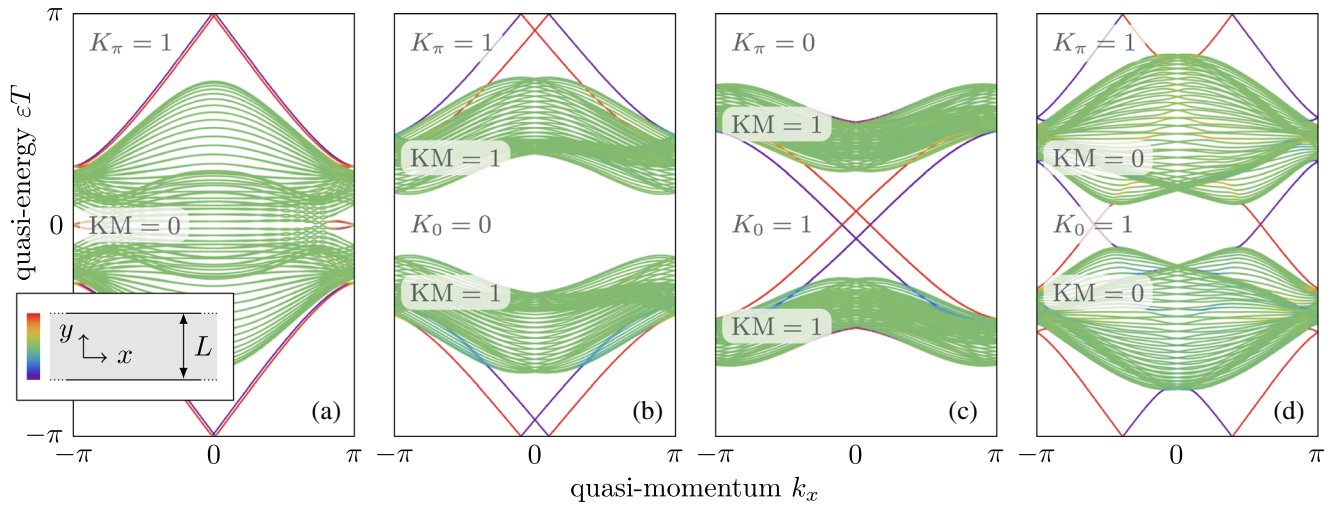 quasi-energy εT
π
0
−π
K_π = 1
KM = 0
y
x
L
(a)
−π
0
π
K_π = 1
KM = 1
K_0 = 0
KM = 1
(b)
−π
0
π
K_π = 0
KM = 1
K_0 = 1
KM = 1
(c)
−π
0
π
K_π = 1
KM = 0
K_0 = 1
KM = 0
(d)
−π
0
π
quasi-momentum k_x